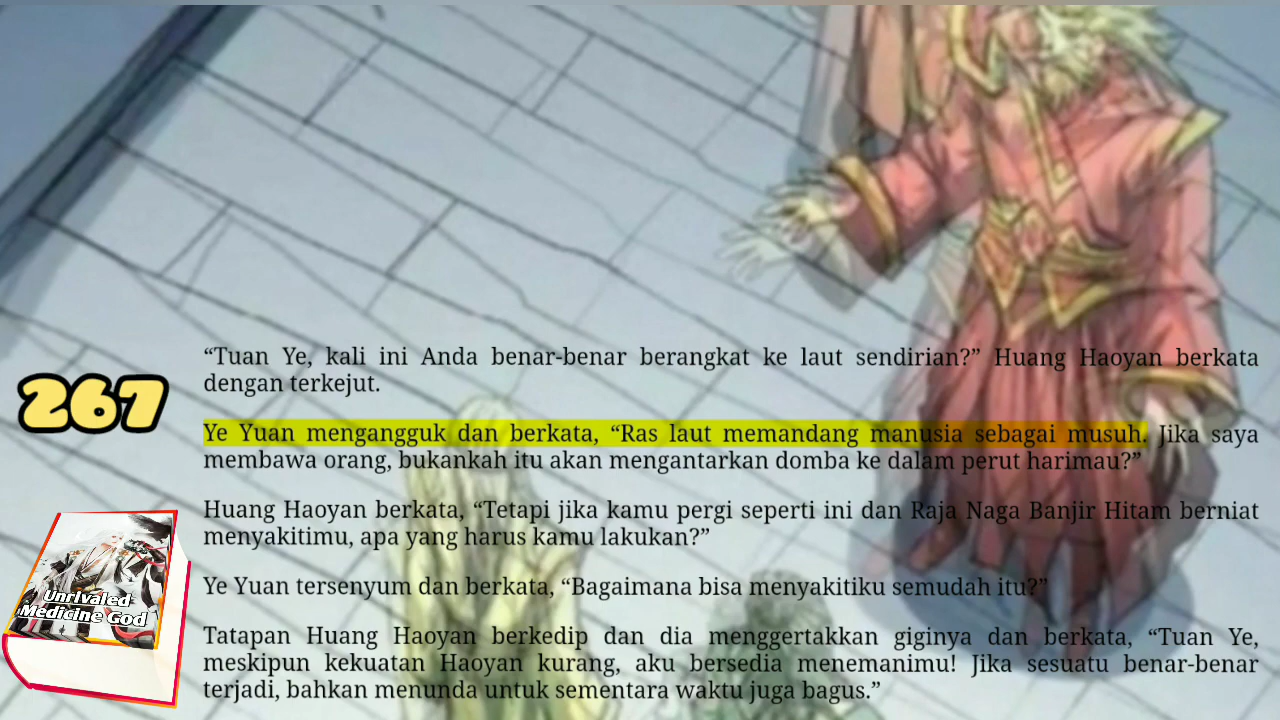 “Tuan Ye, kali ini Anda benar-benar berangkat ke laut sendirian?” Huang Haoyan berkata
dengan terkejut.
267
Ye Yuan mengangguk dan berkata, “Ras laut memandang manusia sebagai musuh. Jika saya
membawa orang, bukankah itu akan mengantarkan domba ke dalam perut harimau?”
Huang Haoyan berkata, “Tetapi jika kamu pergi seperti ini dan Raja Naga Banjir Hitam berniat
menyakitimu, apa yang harus kamu lakukan?”
Ye Yuan tersenyum dan berkata, “Bagaimana bisa menyakitiku semudah itu?”
Unrivaled
Medicine God
Tatapan Huang Haoyan berkedip dan dia menggertakkan giginya dan berkata, “Tuan Ye,
meskipun kekuatan Haoyan kurang, aku bersedia menemanimu! Jika sesuatu benar-benar
terjadi, bahkan menunda untuk sementara waktu juga bagus.”